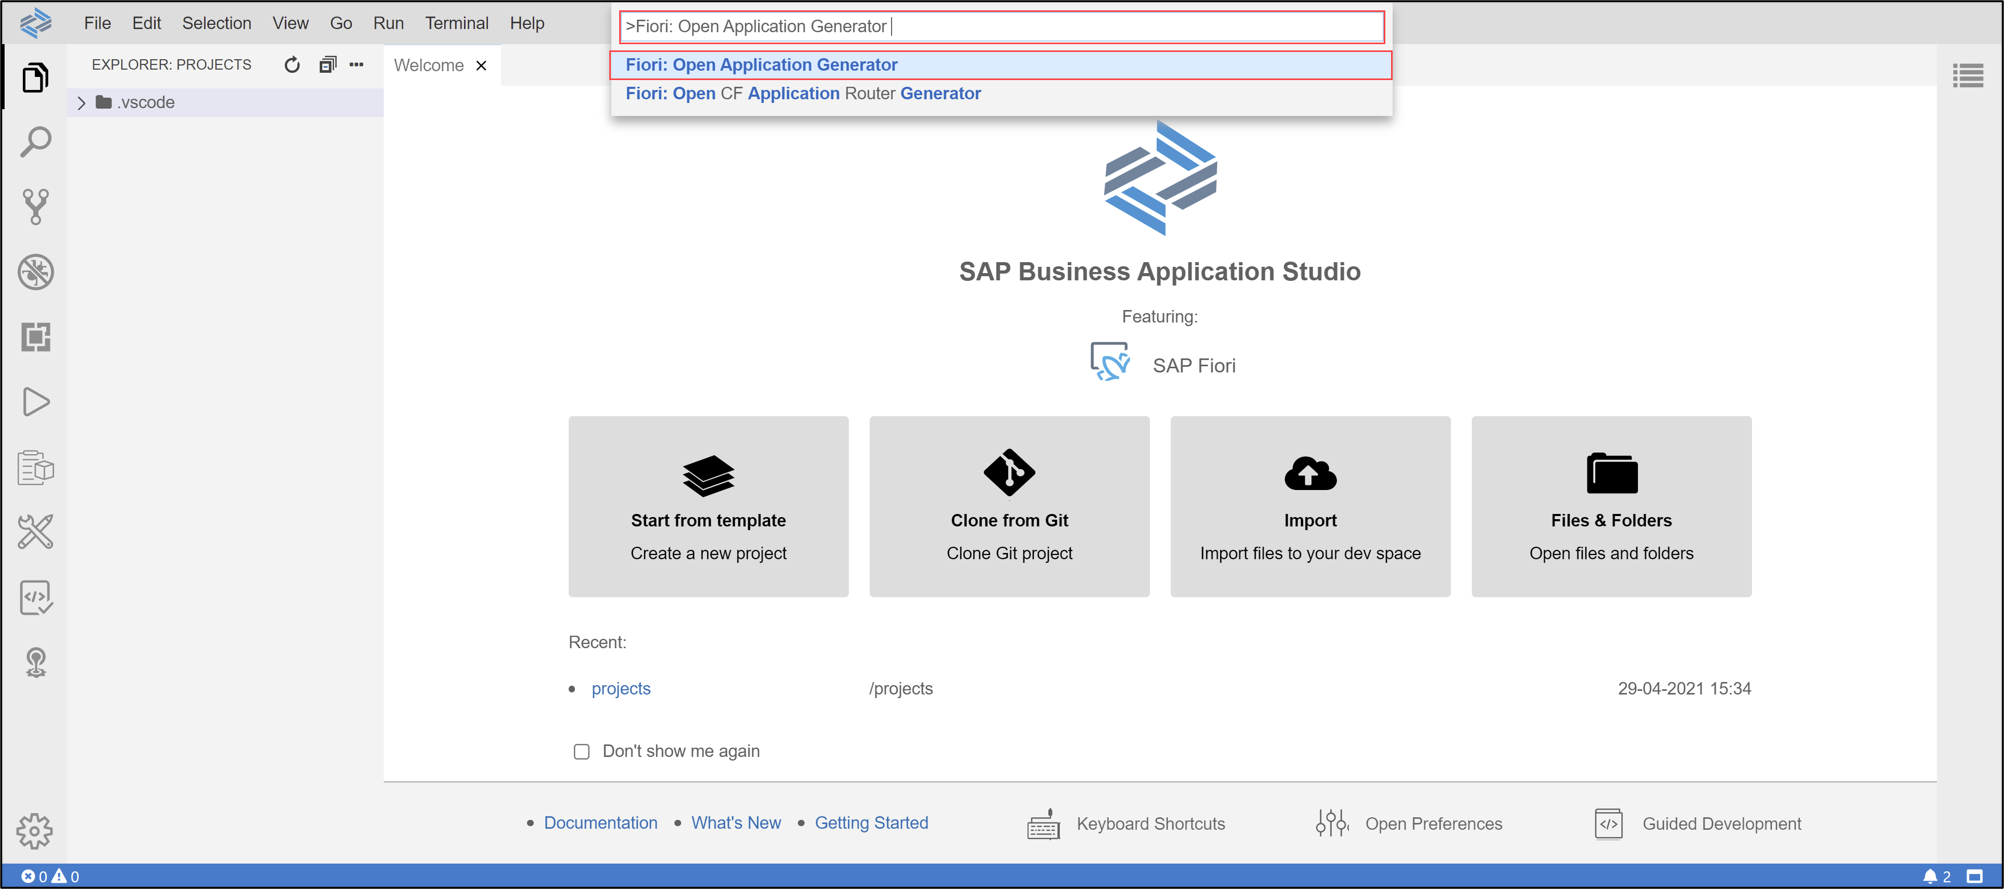 File Edit Selection View Go Run Terminal Help
>Fiori: Open Application Generator
Fiori: Open Application Generator
Fiori: Open CF Application Router Generator
EXPLORER: PROJECTS
.vscode
Welcome
SAP Business Application Studio
Featuring:
SAP Fiori
Start from template
Create a new project
Clone from Git
Clone Git project
Import
Import files to your dev space
Files & Folders
Open files and folders
Recent:
projects /projects 29-04-2021 15:34
Don't show me again
Documentation What's New Getting Started Keyboard Shortcuts Open Preferences Guided Development
0 0 2